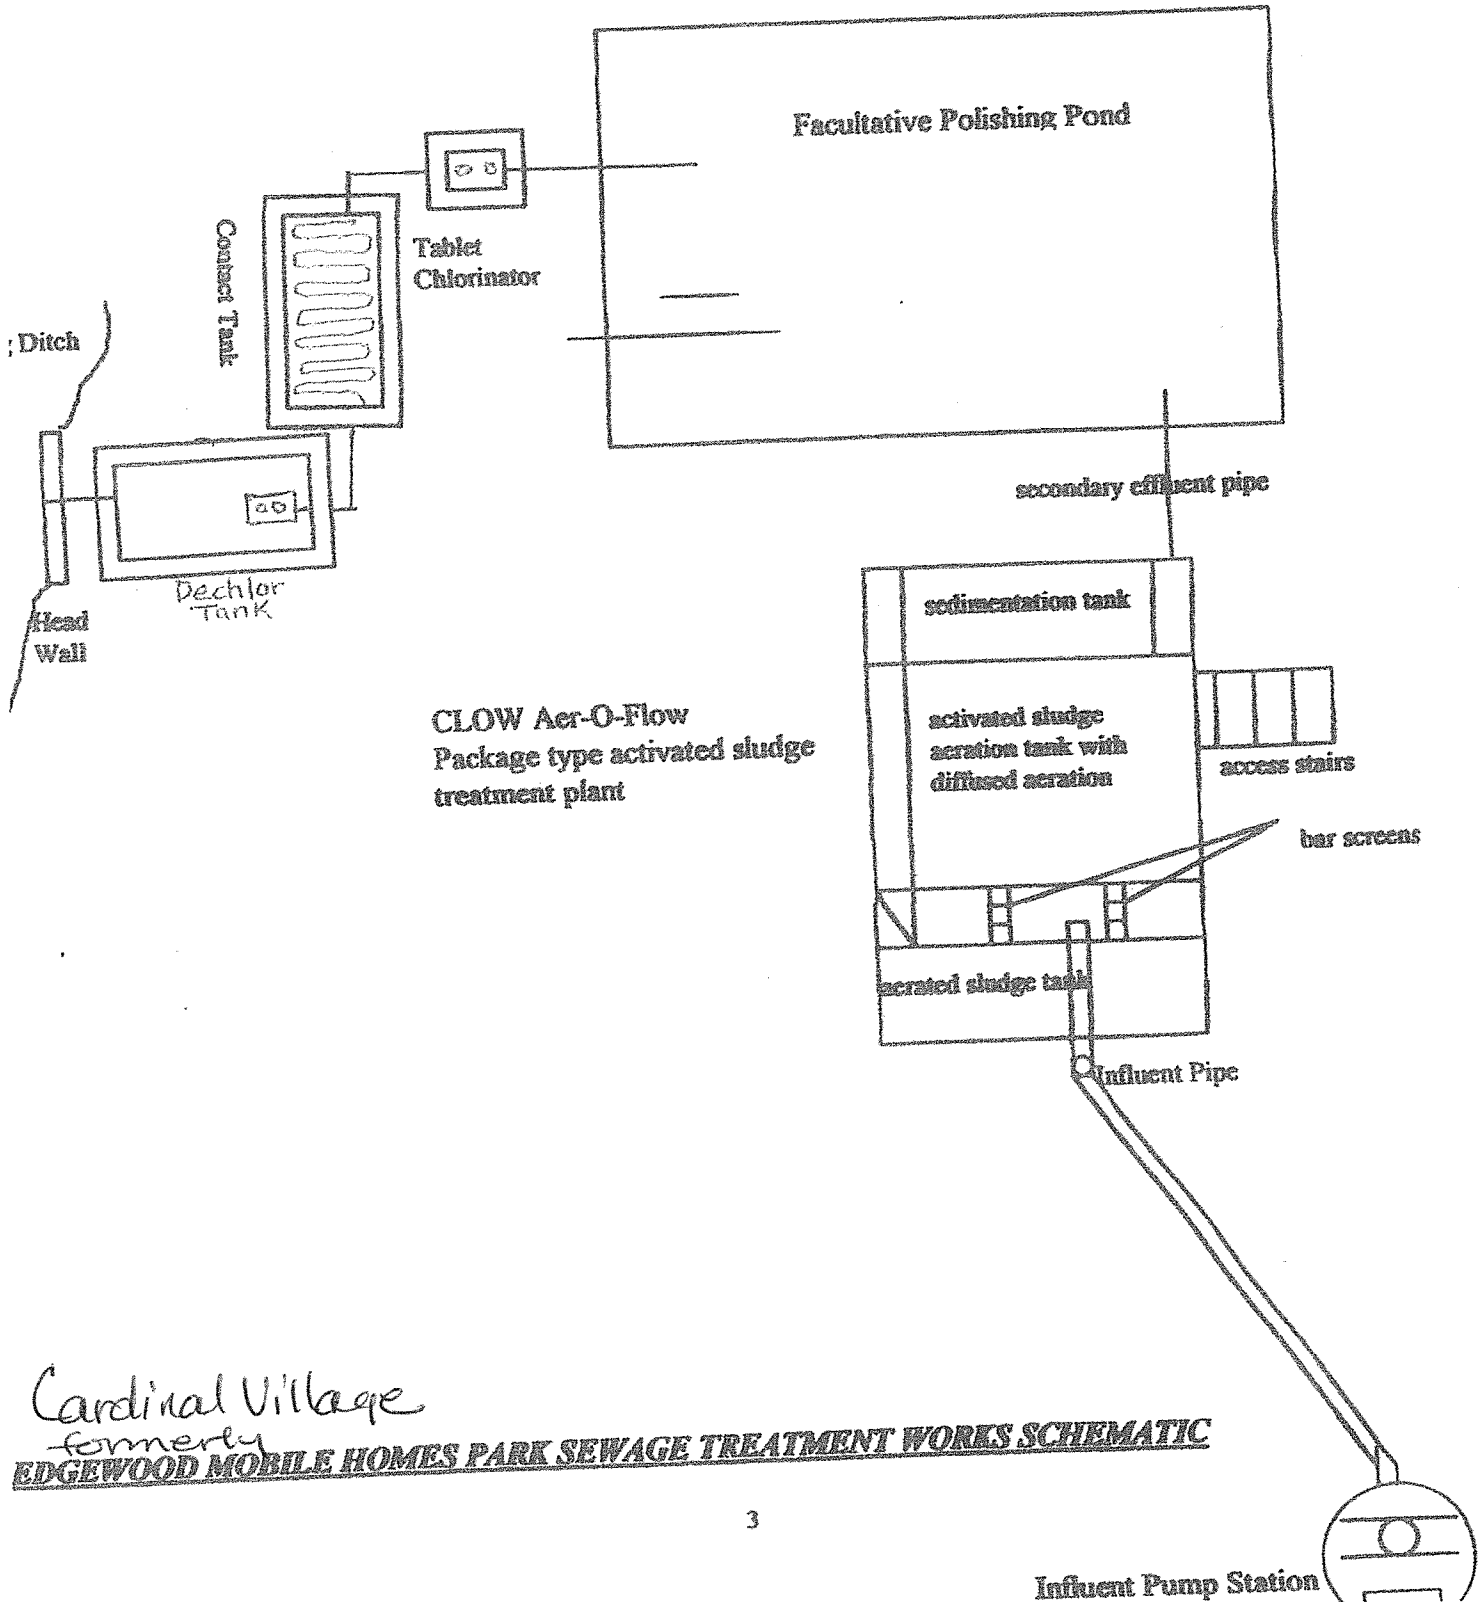 Facultative Polishing Pond
Tablet
Chlorinator
Contact Tank
; Ditch
secondary effluent pipe
Dechlor
Tank
Head
Wall
sedimentation tank
CLOW Aer-O-Flow
Package type activated sludge
treatment plant
activated sludge
aeration tank with
diffused aeration
access stairs
bar screens
aerated sludge tank
Influent Pipe
Cardinal Village
formerly
EDGEWOOD MOBILE HOMES PARK SEWAGE TREATMENT WORKS SCHEMATIC
3
Influent Pump Station